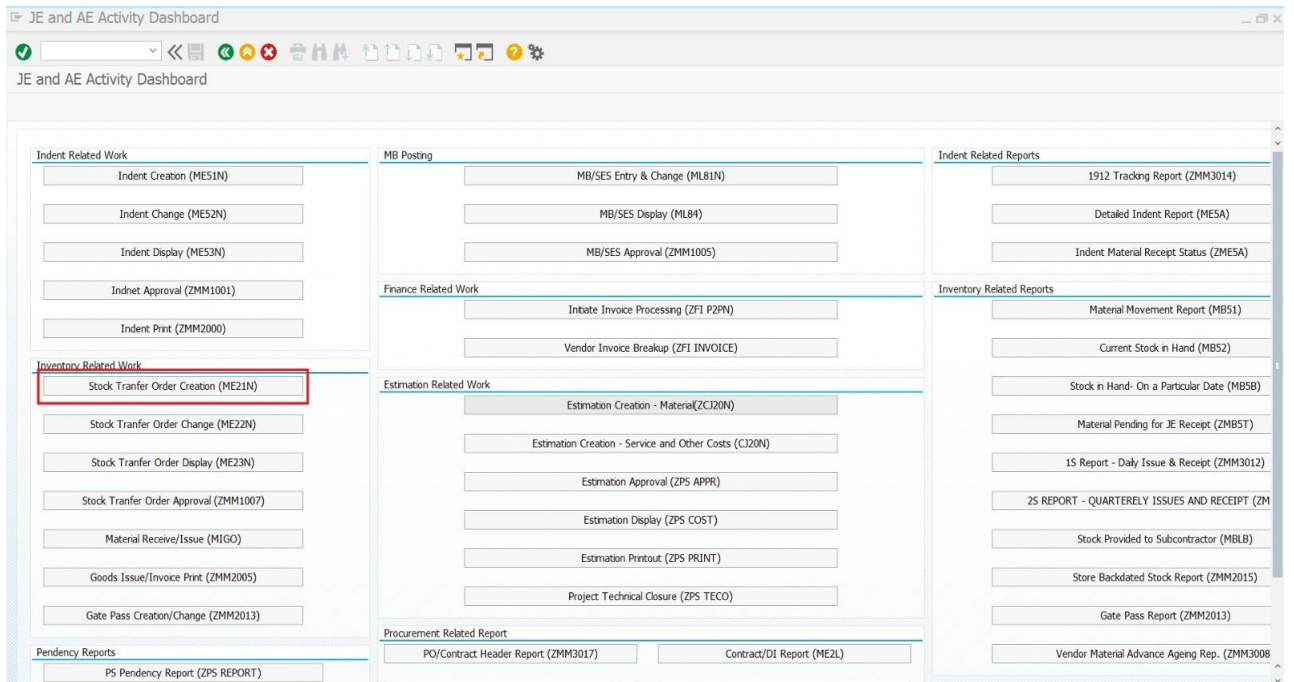 JE and AE Activity Dashboard
JE and AE Activity Dashboard
Indent Related Work
Indent Creation (ME51N)
Indent Change (ME52N)
Indent Display (ME53N)
Indnet Approval (ZMM1001)
Indent Print (ZMM2000)
Inventory Related Work
Stock Tranfer Order Creation (ME21N)
Stock Tranfer Order Change (ME22N)
Stock Tranfer Order Display (ME23N)
Stock Tranfer Order Approval (ZMM1007)
Material Receive/Issue (MIGO)
Goods Issue/Invoice Print (ZMM2005)
Gate Pass Creation/Change (ZMM2013)
Pendency Reports
PS Pendency Report (ZPS REPORT)
MB Posting
MB/SES Entry & Change (ML81N)
MB/SES Display (ML84)
MB/SES Approval (ZMM1005)
Finance Related Work
Initiate Invoice Processing (ZFI P2PN)
Vendor Invoice Breakup (ZFI INVOICE)
Estimation Related Work
Estimation Creation - Material(ZCJ20N)
Estimation Creation - Service and Other Costs (CJ20N)
Estimation Approval (ZPS APPR)
Estimation Display (ZPS COST)
Estimation Printout (ZPS PRINT)
Project Technical Closure (ZPS TECO)
Procurement Related Report
PO/Contract Header Report (ZMM3017)
Contract/DI Report (ME2L)
Indent Related Reports
1912 Tracking Report (ZMM3014)
Detailed Indent Report (ME5A)
Indent Material Receipt Status (ZME5A)
Inventory Related Reports
Material Movement Report (MB51)
Current Stock in Hand (MB52)
Stock in Hand- On a Particular Date (MB5B)
Material Pending for JE Receipt (ZMB5T)
1S Report - Daily Issue & Receipt (ZMM3012)
2S REPORT - QUARTERELY ISSUES AND RECEIPT (ZM
Stock Provided to Subcontractor (MBLB)
Store Backdated Stock Report (ZMM2015)
Gate Pass Report (ZMM2013)
Vendor Material Advance Ageing Rep. (ZMM3008